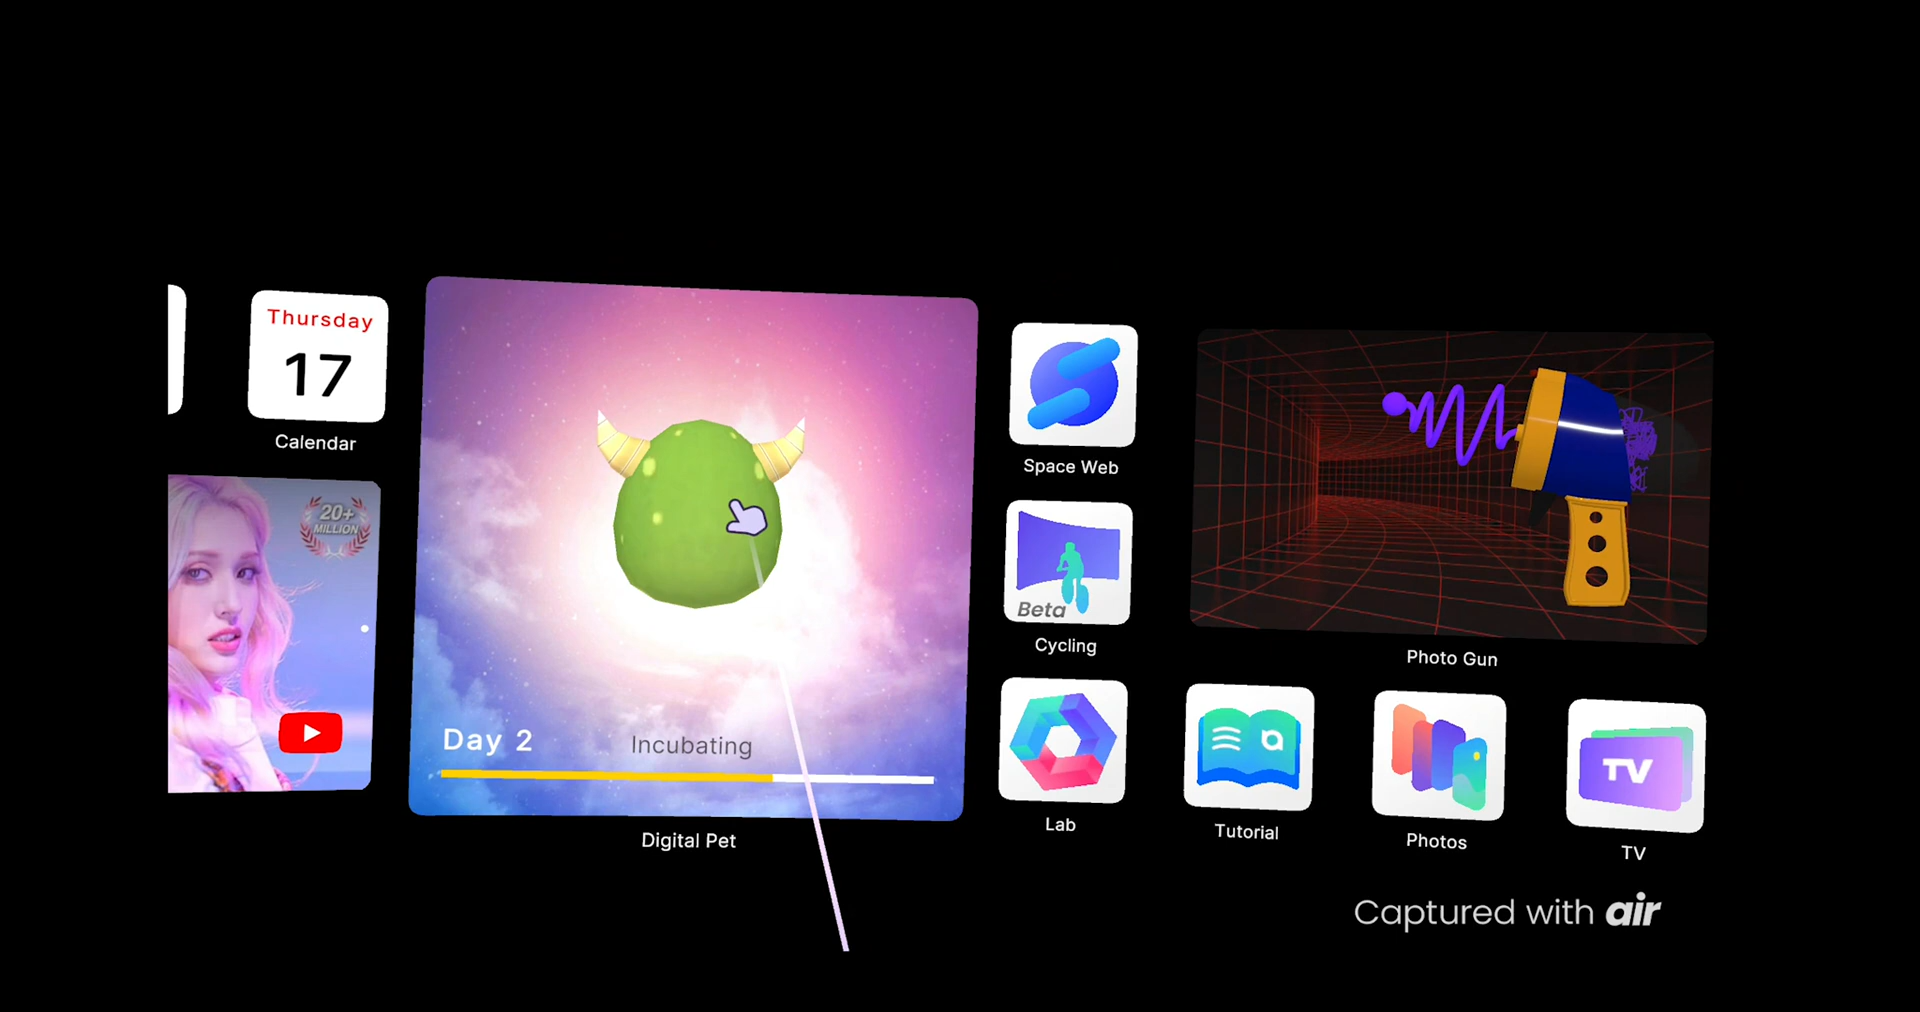 Thursday
17
Calendar
20+
MILLION
Day 2
Incubating
Digital Pet
Space Web
Beta
Cycling
Lab
Photo Gun
Tutorial
Photos
TV
TV
Captured with air